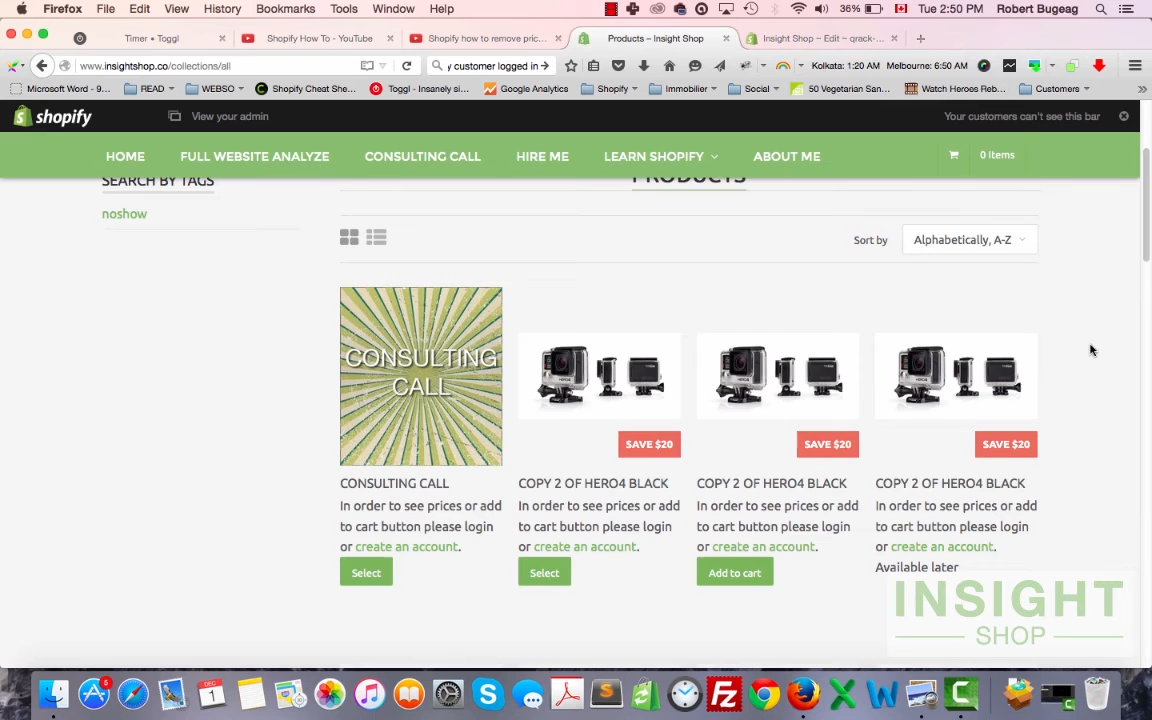 Firefox File Edit View History Bookmarks Tools Window Help 36% Tue 2:50 PM Robert Bugeag
Timer • Toggl Shopify How To - YouTube Shopify how to remove pric... Products – Insight Shop Insight Shop – Edit – qrack-...
www.insightshop.co/collections/all y customer logged in Kolkata: 1:20 AM Melbourne: 6:50 AM
Microsoft Word - 9... READ WEBSO Shopify Cheat She... Toggl - Insanely si... Google Analytics Shopify Immobilier Social 50 Vegetarian San... Watch Heroes Reb... Customers
shopify View your admin Your customers can't see this bar
HOME FULL WEBSITE ANALYZE CONSULTING CALL HIRE ME LEARN SHOPIFY ABOUT ME 0 Items
SEARCH BY TAGS PRODUCTS
noshow
Sort by Alphabetically, A-Z
CONSULTING
CALL
SAVE $20 SAVE $20 SAVE $20
CONSULTING CALL COPY 2 OF HERO4 BLACK COPY 2 OF HERO4 BLACK COPY 2 OF HERO4 BLACK
In order to see prices or add In order to see prices or add In order to see prices or add In order to see prices or add
to cart button please login to cart button please login to cart button please login to cart button please login
or create an account. or create an account. or create an account. or create an account.
Select Select Add to cart Available later
INSIGHT
SHOP